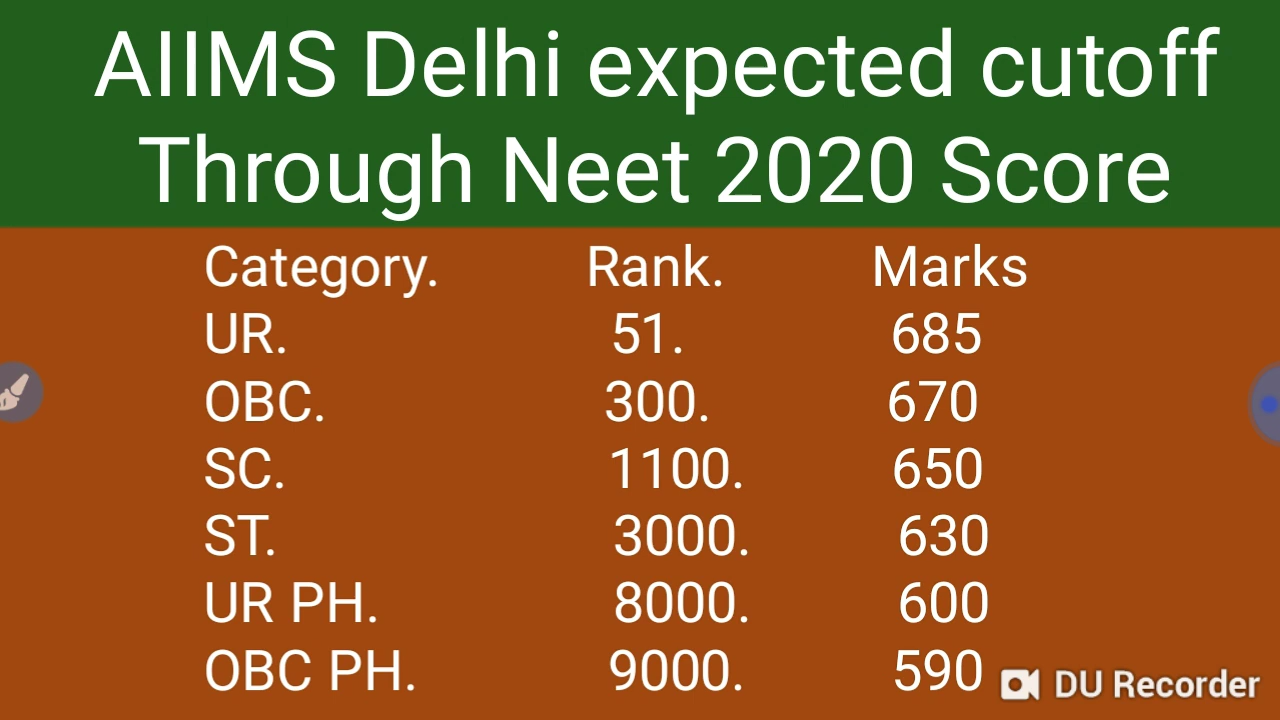 AIIMS Delhi expected cutoff
Through Neet 2020 Score
Category. Rank. Marks
UR. 51. 685
OBC. 300. 670
SC. 1100. 650
ST. 3000. 630
UR PH. 8000. 600
OBC PH. 9000. 590
DU Recorder